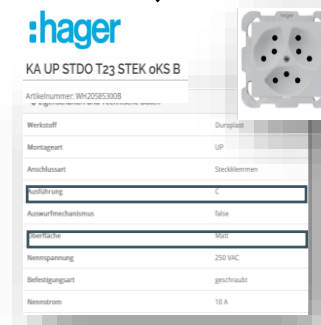 :hager
hager
KA UP STDO T23 STEK oKS B
Artikelnummer: WH20585300B
Werkstoff Duroplast
Montageart UP
Anschlussart Steckklemmen
Ausführung C
Auswurfmechanismus false
Oberfläche Matt
Nennspannung 250 VAC
Befestigungsart geschraubt
Nennstrom 10 A